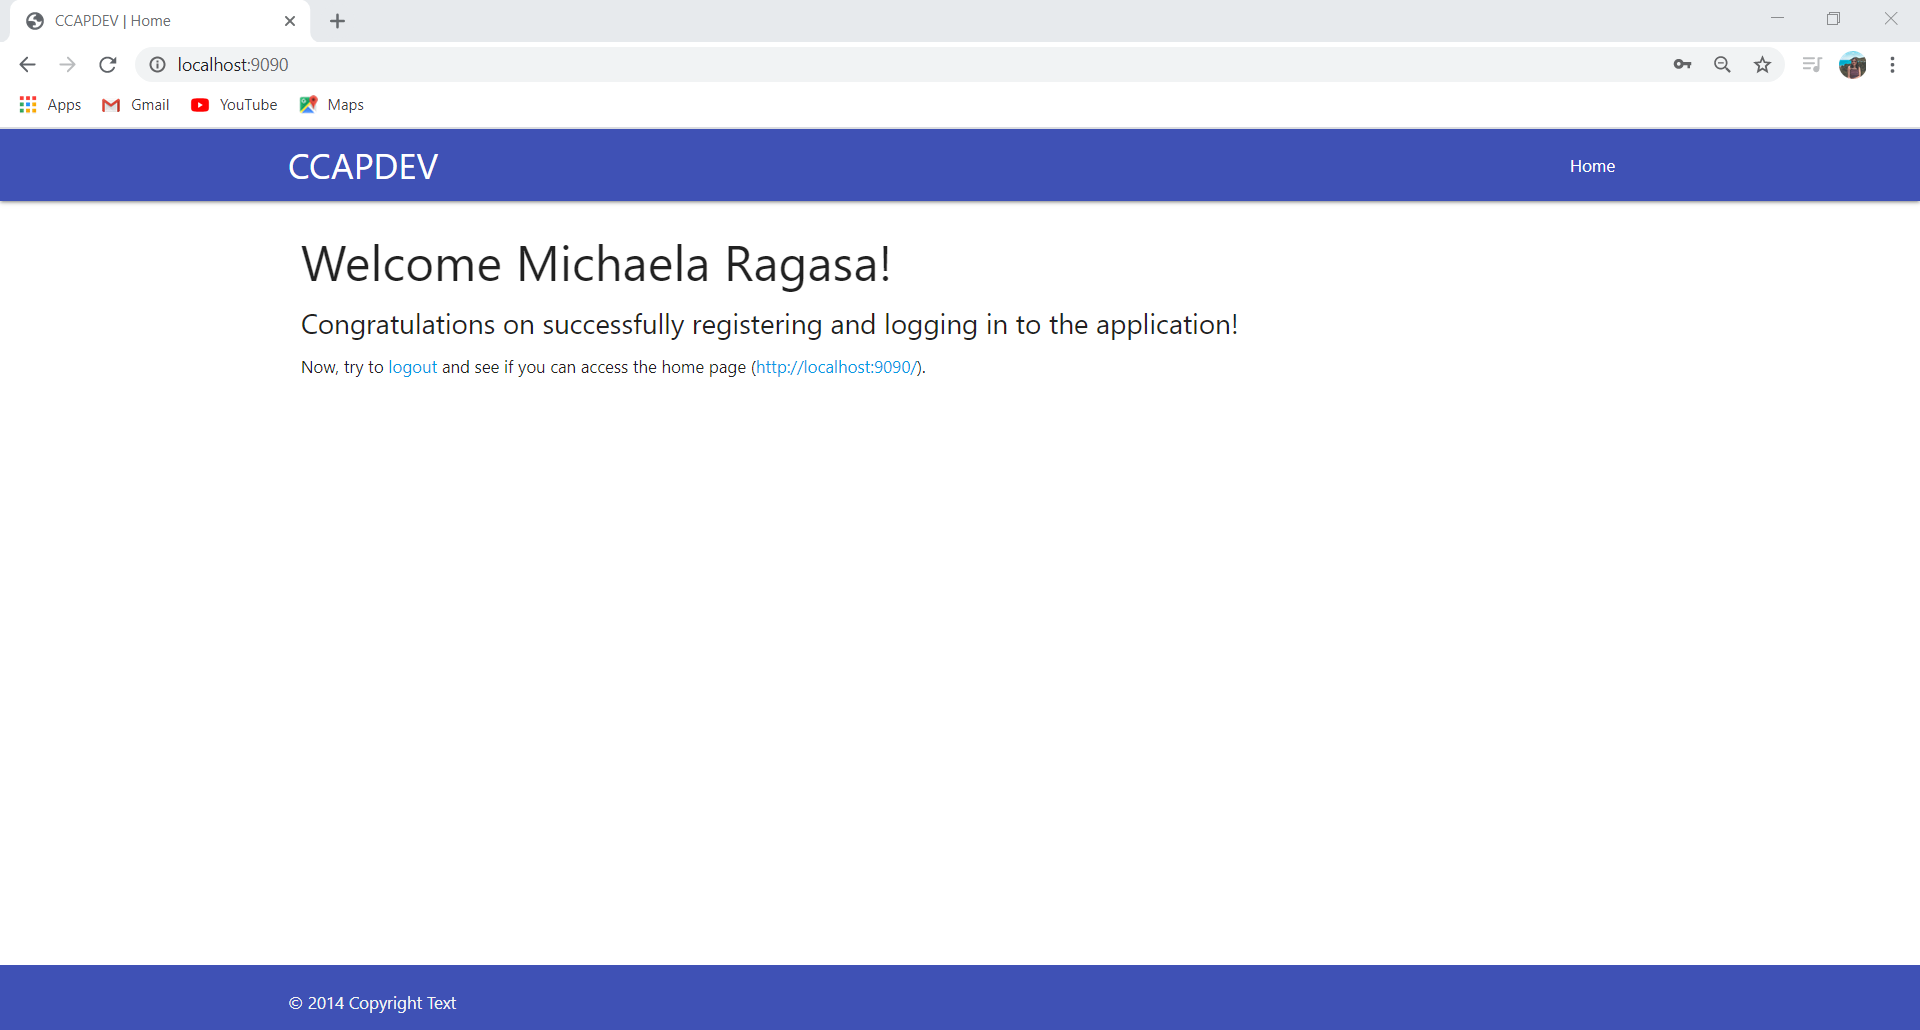 CCAPDEV | Home
localhost:9090
Apps Gmail YouTube Maps
CCAPDEV Home
Welcome Michaela Ragasa!
Congratulations on successfully registering and logging in to the application!
Now, try to logout and see if you can access the home page (http://localhost:9090/).
© 2014 Copyright Text